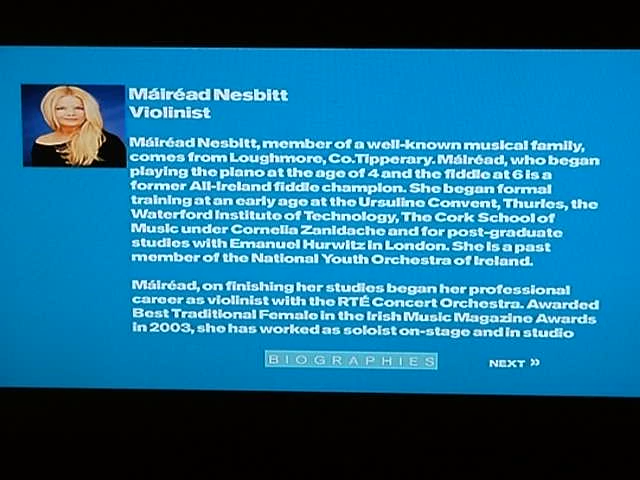 Máiréad Nesbitt
Violinist
Máiréad Nesbitt, member of a well-known musical family,
comes from Loughmore, Co.Tipperary. Máiréad, who began
playing the piano at the age of 4 and the fiddle at 6 is a
former All-Ireland fiddle champion. She began formal
training at an early age at the Ursuline Convent, Thurles, the
Waterford Institute of Technology, The Cork School of
Music under Cornelia Zanidache and for post-graduate
studies with Emanuel Hurwitz in London. She is a past
member of the National Youth Orchestra of Ireland.
Máiréad, on finishing her studies began her professional
career as violinist with the RTÉ Concert Orchestra. Awarded
Best Traditional Female in the Irish Music Magazine Awards
in 2003, she has worked as soloist on-stage and in studio
BIOGRAPHIES
NEXT »